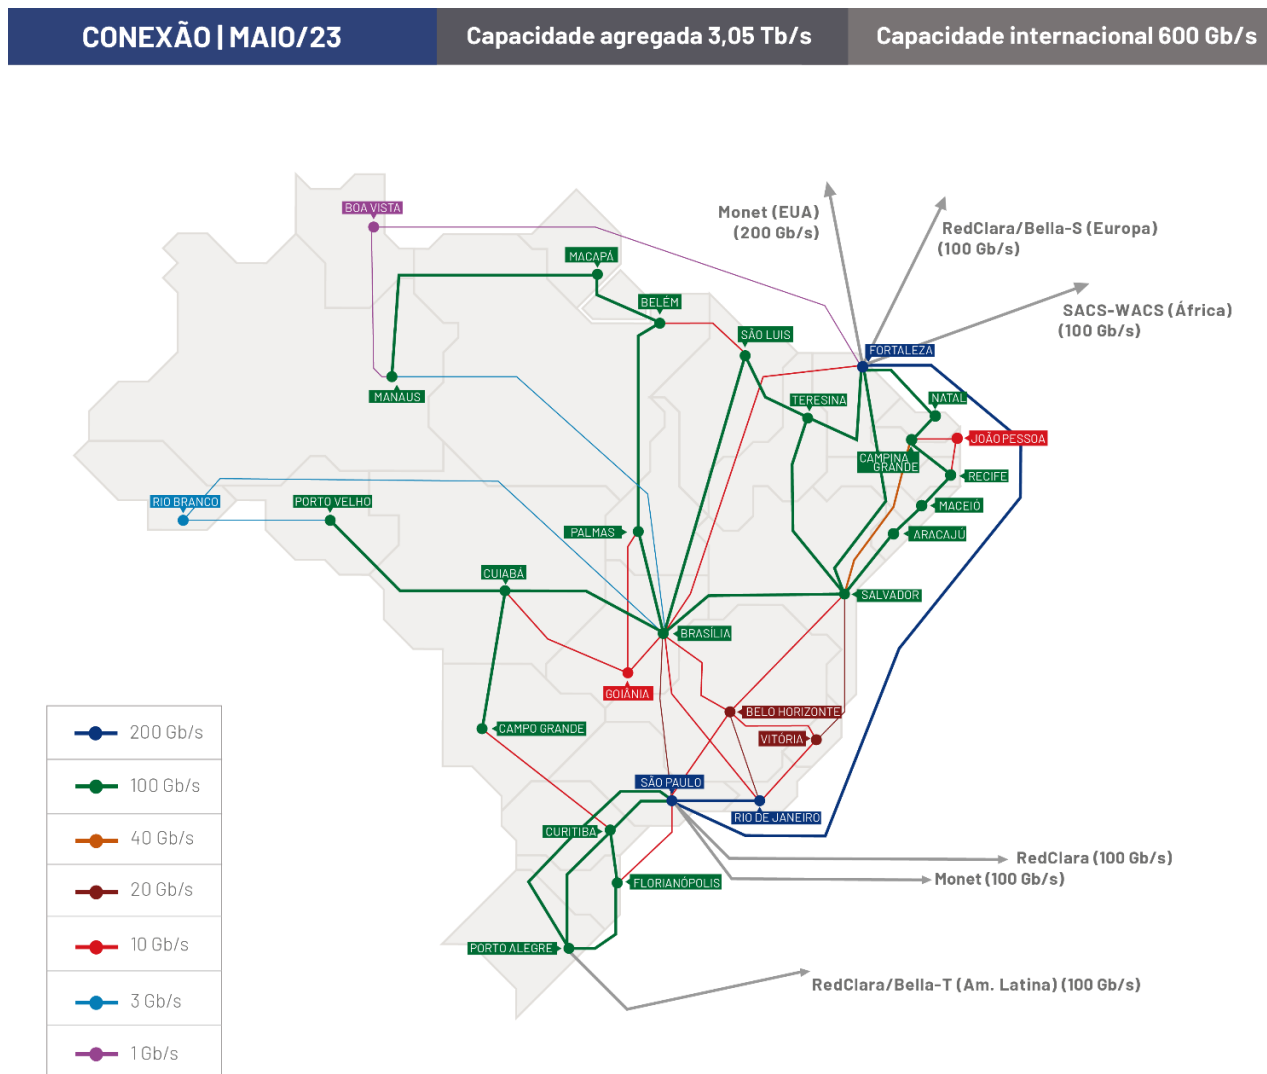 CONEXÃO | MAIO/23
Capacidade agregada 3,05 Tb/s
Capacidade internacional 600 Gb/s
Monet (EUA)
(200 Gb/s)
RedClara/Bella-S (Europa)
(100 Gb/s)
SACS-WACS (África)
(100 Gb/s)
BOA VISTA
MACAPÁ
BELÉM
SÃO LUIS
FORTALEZA
MANAUS
TERESINA
NATAL
JOÃO PESSOA
CAMPINA
GRANDE
RECIFE
RIO BRANCO
PORTO VELHO
MACEIÓ
PALMAS
ARACAJÚ
CUIABÁ
SALVADOR
BRASÍLIA
GOIÂNIA
BELO HORIZONTE
CAMPO GRANDE
VITÓRIA
SÃO PAULO
RIO DE JANEIRO
CURITIBA
FLORIANÓPOLIS
PORTO ALEGRE
RedClara (100 Gb/s)
Monet (100 Gb/s)
RedClara/Bella-T (Am. Latina) (100 Gb/s)
200 Gb/s
100 Gb/s
40 Gb/s
20 Gb/s
10 Gb/s
3 Gb/s
1 Gb/s